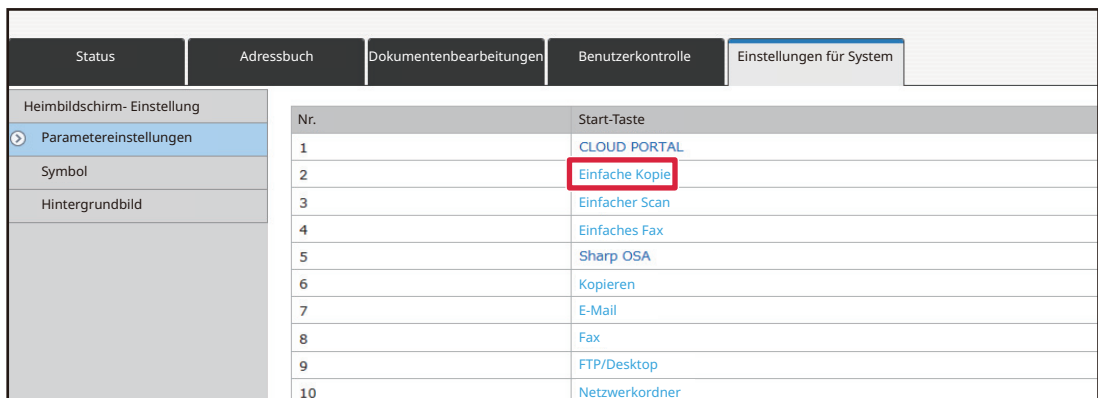 Status Adressbuch Dokumentenbearbeitungen Benutzerkontrolle Einstellungen für System
Heimbildschirm- Einstellung
Parametereinstellungen
Symbol
Hintergrundbild
Nr. Start-Taste
1 CLOUD PORTAL
2 Einfache Kopie
3 Einfacher Scan
4 Einfaches Fax
5 Sharp OSA
6 Kopieren
7 E-Mail
8 Fax
9 FTP/Desktop
10 Netzwerkordner